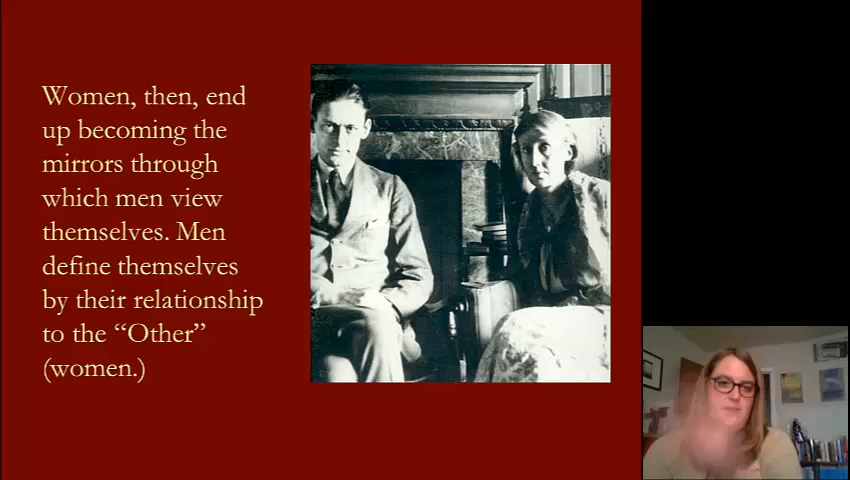 Women, then, end
up becoming the
mirrors through
which men view
themselves. Men
define themselves
by their relationship
to the “Other”
(women.)